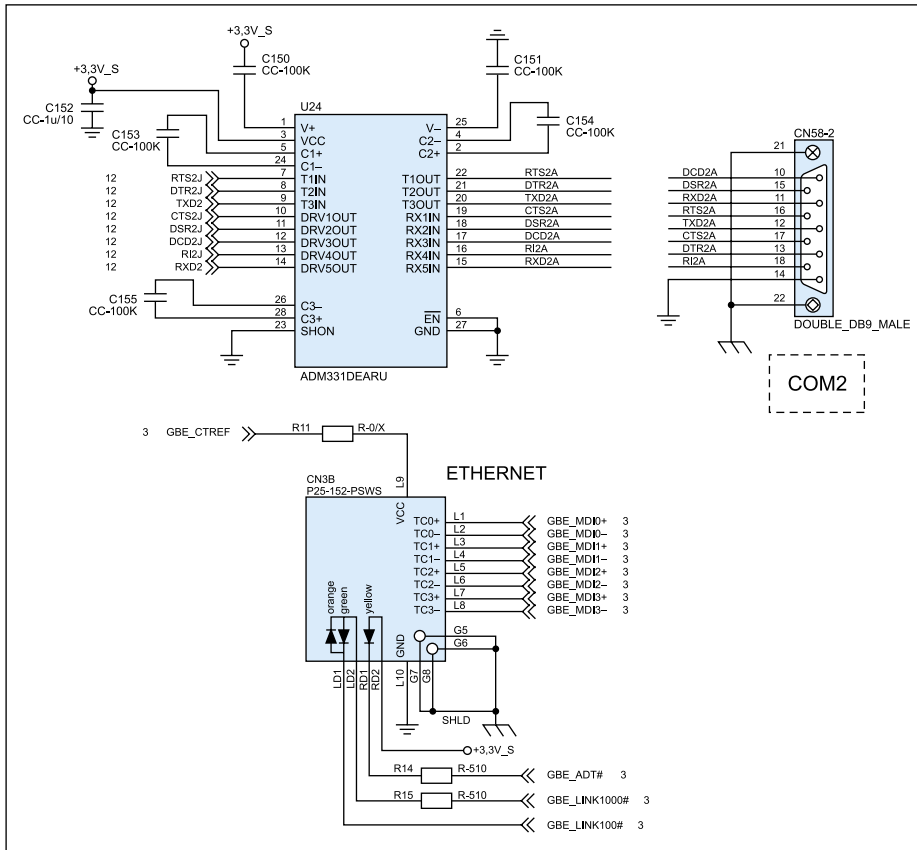 +3,3V_S
C150
CC-100K
C151
CC-100K
+3,3V_S
C152
CC-1u/10
C153
CC-100K
U24
C154
CC-100K
CN58-2
1 V+ V– 25
3 VCC C2– 4
5 C1+ C2+ 2
24 C1–
12 RTS2J 7 T1IN T1OUT 22 RTS2A
12 DTR2J 8 T2IN T2OUT 21 DTR2A
12 TXD2 9 T3IN T3OUT 20 TXD2A
12 CTS2J 10 DRV1OUT RX1IN 19 CTS2A
12 DSR2J 11 DRV2OUT RX2IN 18 DSR2A
12 DCD2J 12 DRV3OUT RX3IN 17 DCD2A
12 RI2J 13 DRV4OUT RX4IN 16 RI2A
12 RXD2 14 DRV5OUT RX5IN 15 RXD2A
C155
CC-100K
26 C3–
28 C3+ EN 6
23 SHON GND 27
ADM331DEARU
21
DCD2A 10
DSR2A 15
RXD2A 11
RTS2A 16
TXD2A 12
CTS2A 17
DTR2A 13
RI2A 18
14
22
DOUBLE_DB9_MALE
COM2
3 GBE_CTREF R11 R-0/X
ETHERNET
CN3B
P25-152-PSWS
L9
VCC
TC0+ L1 GBE_MDI0+ 3
TC0– L2 GBE_MDI0– 3
TC1+ L3 GBE_MDI1+ 3
TC1– L4 GBE_MDI1– 3
TC2+ L5 GBE_MDI2+ 3
TC2– L6 GBE_MDI2– 3
TC3+ L7 GBE_MDI3+ 3
TC3– L8 GBE_MDI3– 3
orange
green
yellow
GND
G5
G6
LD1
LD2
RD1
RD2
L10
G7
G8
SHLD
+3,3V_S
R14 R-510 GBE_ADT# 3
R15 R-510 GBE_LINK1000# 3
GBE_LINK100# 3